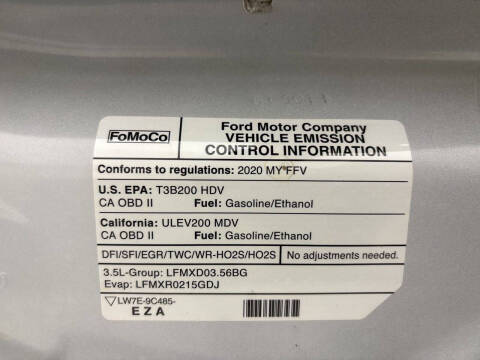 FoMoCo
Ford Motor Company
VEHICLE EMISSION
CONTROL INFORMATION
Conforms to regulations: 2020 MY FFV
U.S. EPA: T3B200 HDV
CA OBD II Fuel: Gasoline/Ethanol
California: ULEV200 MDV
CA OBD II Fuel: Gasoline/Ethanol
DFI/SFI/EGR/TWC/WR-HO2S/HO2S No adjustments needed.
3.5L-Group: LFMXD03.56BG
Evap: LFMXR0215GDJ
LW7E-9C485-
EZA